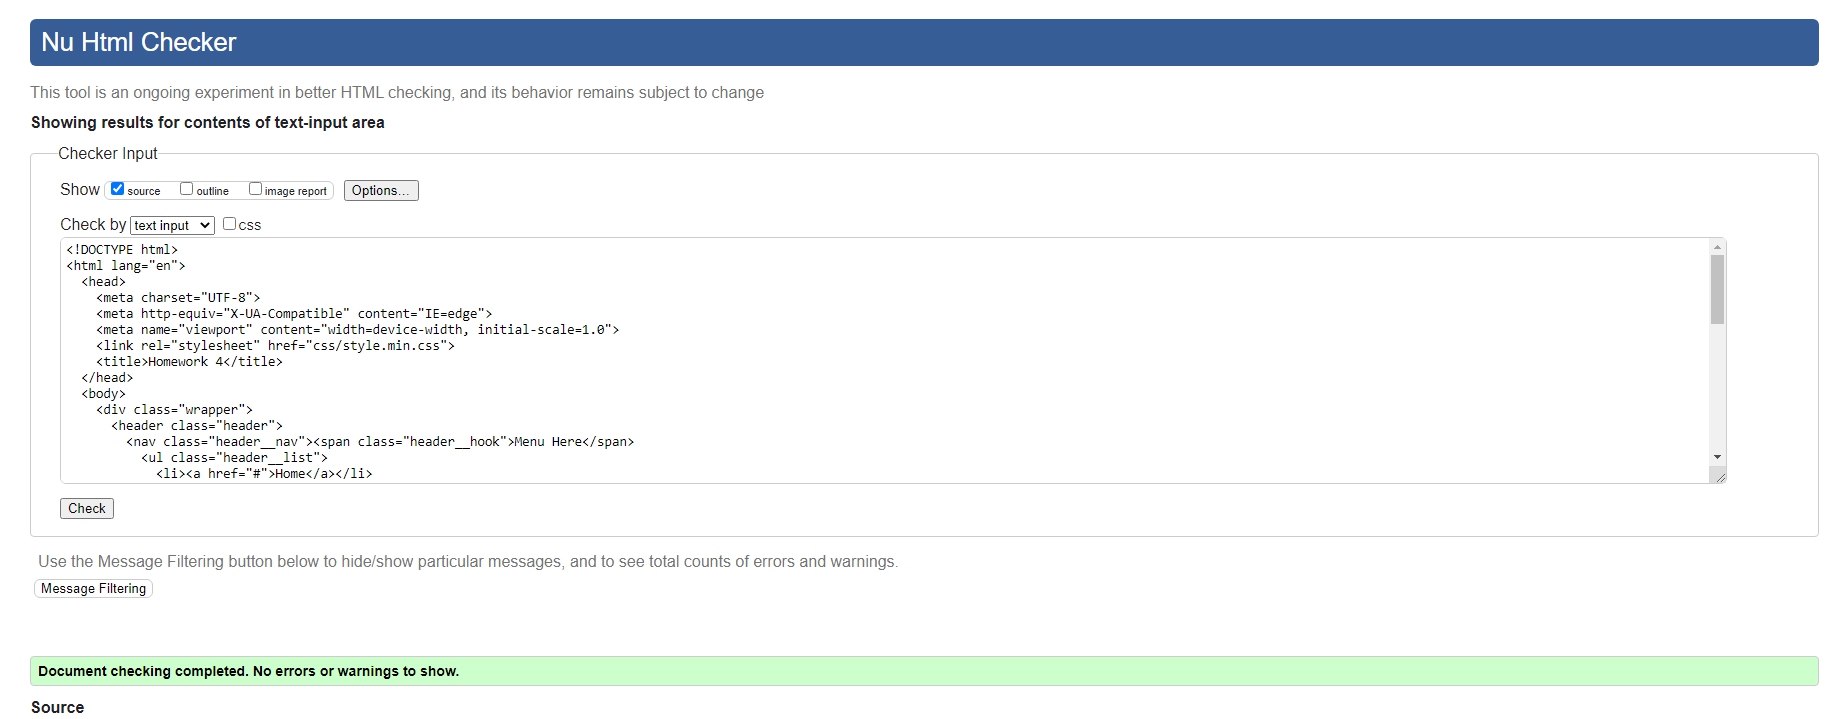 Nu Html Checker
This tool is an ongoing experiment in better HTML checking, and its behavior remains subject to change
Showing results for contents of text-input area
Checker Input
Show source outline image report Options...
Check by text input css
<!DOCTYPE html>
<html lang="en">
  <head>
    <meta charset="UTF-8">
    <meta http-equiv="X-UA-Compatible" content="IE=edge">
    <meta name="viewport" content="width=device-width, initial-scale=1.0">
    <link rel="stylesheet" href="css/style.min.css">
    <title>Homework 4</title>
  </head>
  <body>
    <div class="wrapper">
      <header class="header">
        <nav class="header__nav"><span class="header__hook">Menu Here</span>
          <ul class="header__list">
            <li><a href="#">Home</a></li>
Check
Use the Message Filtering button below to hide/show particular messages, and to see total counts of errors and warnings.
Message Filtering
Document checking completed. No errors or warnings to show.
Source